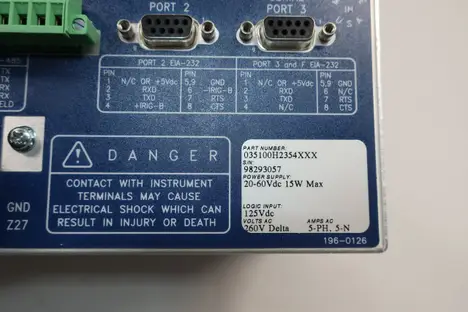 PORT 2
PORT 3
PORT 2 EIA-232
PORT 3 and F EIA-232
PIN PIN PIN PIN
1 N/C OR +5Vdc 5,9 GND 1 N/C OR +5Vdc 5,9 GND
2 RXD 6 -IRIG-B 2 RXD 6 N/C
3 TXD 7 RTS 3 TXD 7 RTS
4 +IRIG-B 8 CTS 4 N/C 8 CTS
TX
TX
RX
RX
DANGER
CONTACT WITH INSTRUMENT
TERMINALS MAY CAUSE
ELECTRICAL SHOCK WHICH CAN
RESULT IN INJURY OR DEATH
GND
Z27
PART NUMBER:
035100H2354XXX
S/N:
98293057
POWER SUPPLY:
20-60Vdc 15W Max
LOGIC INPUT:
125Vdc
VOLTS AC AMPS AC
260V Delta 5-PH, 5-N
196-0126